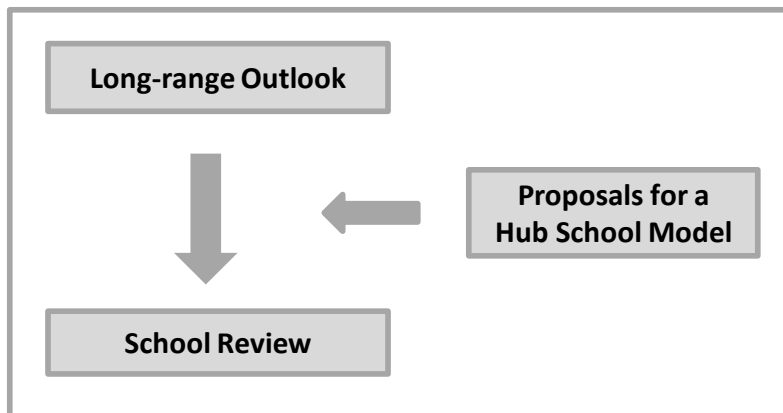 Long-range Outlook
Proposals for a
Hub School Model
School Review